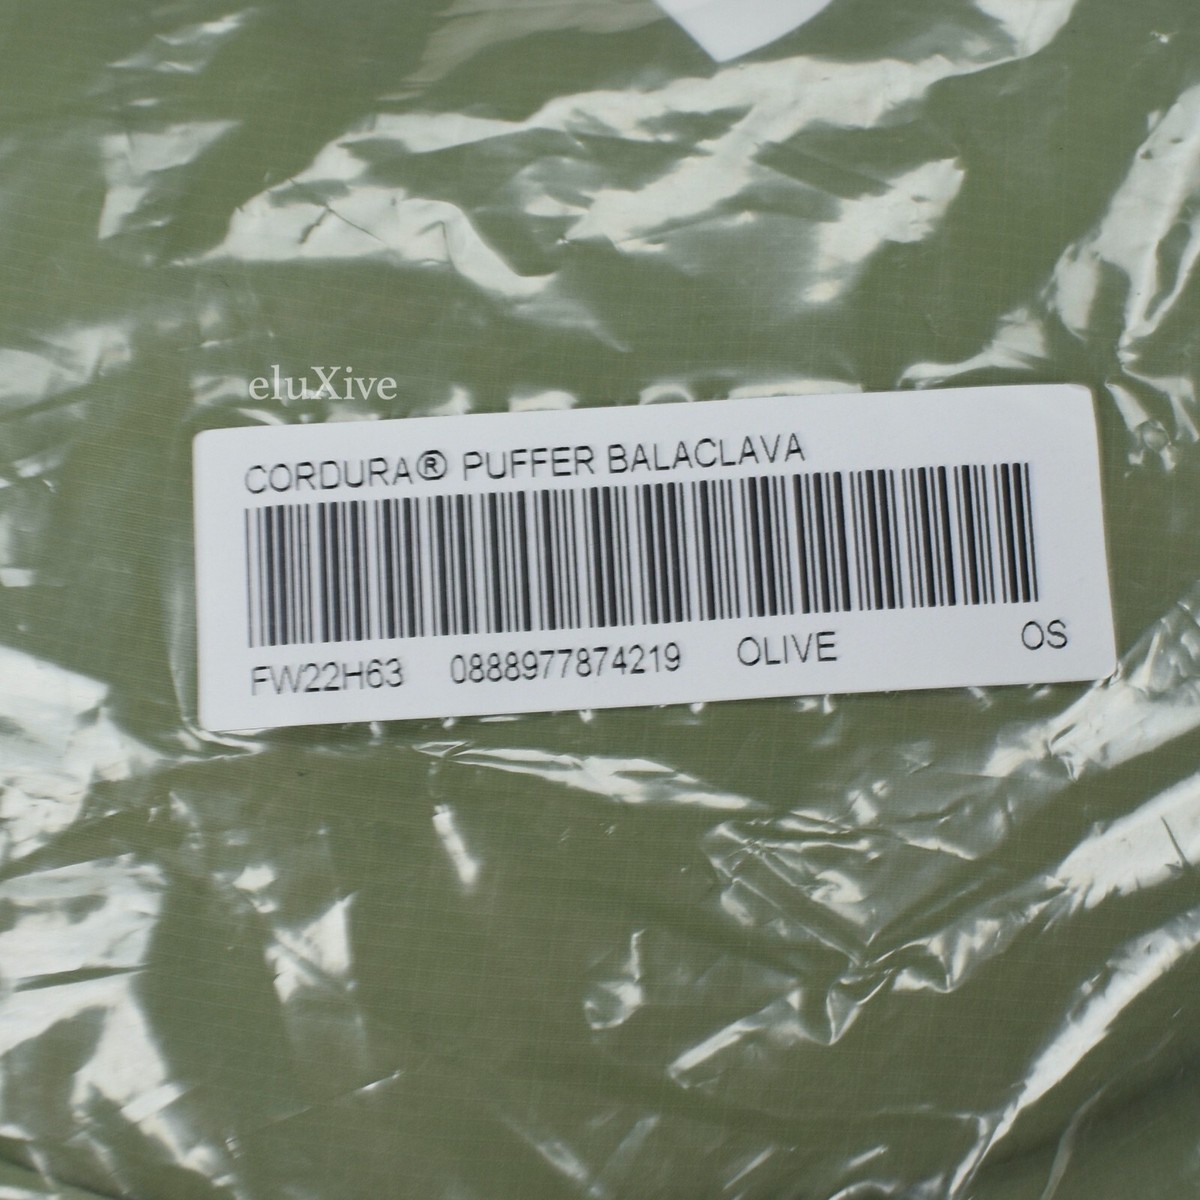 eluXive
CORDURA® PUFFER BALACLAVA
FW22H63 0888977874219 OLIVE OS